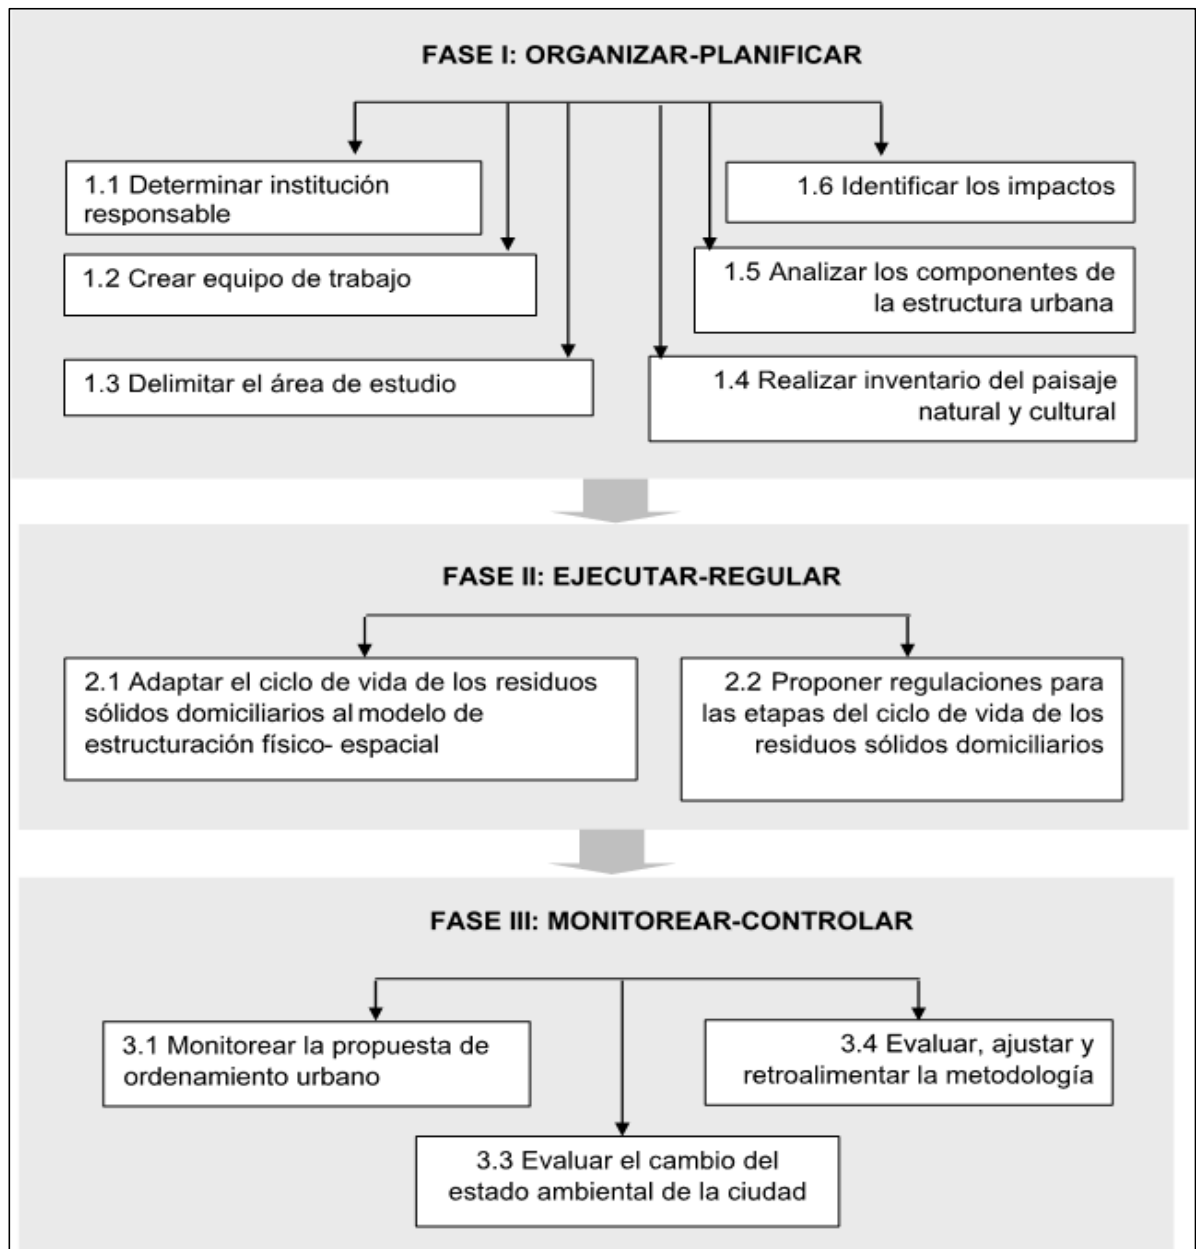 FASE I: ORGANIZAR-PLANIFICAR
1.1 Determinar institución
responsable
1.2 Crear equipo de trabajo
1.3 Delimitar el área de estudio
1.6 Identificar los impactos
1.5 Analizar los componentes de
la estructura urbana
1.4 Realizar inventario del paisaje
natural y cultural
FASE II: EJECUTAR-REGULAR
2.1 Adaptar el ciclo de vida de los residuos
sólidos domiciliarios al modelo de
estructuración físico- espacial
2.2 Proponer regulaciones para
las etapas del ciclo de vida de los
residuos sólidos domiciliarios
FASE III: MONITOREAR-CONTROLAR
3.1 Monitorear la propuesta de
ordenamiento urbano
3.4 Evaluar, ajustar y
retroalimentar la metodología
3.3 Evaluar el cambio del
estado ambiental de la ciudad